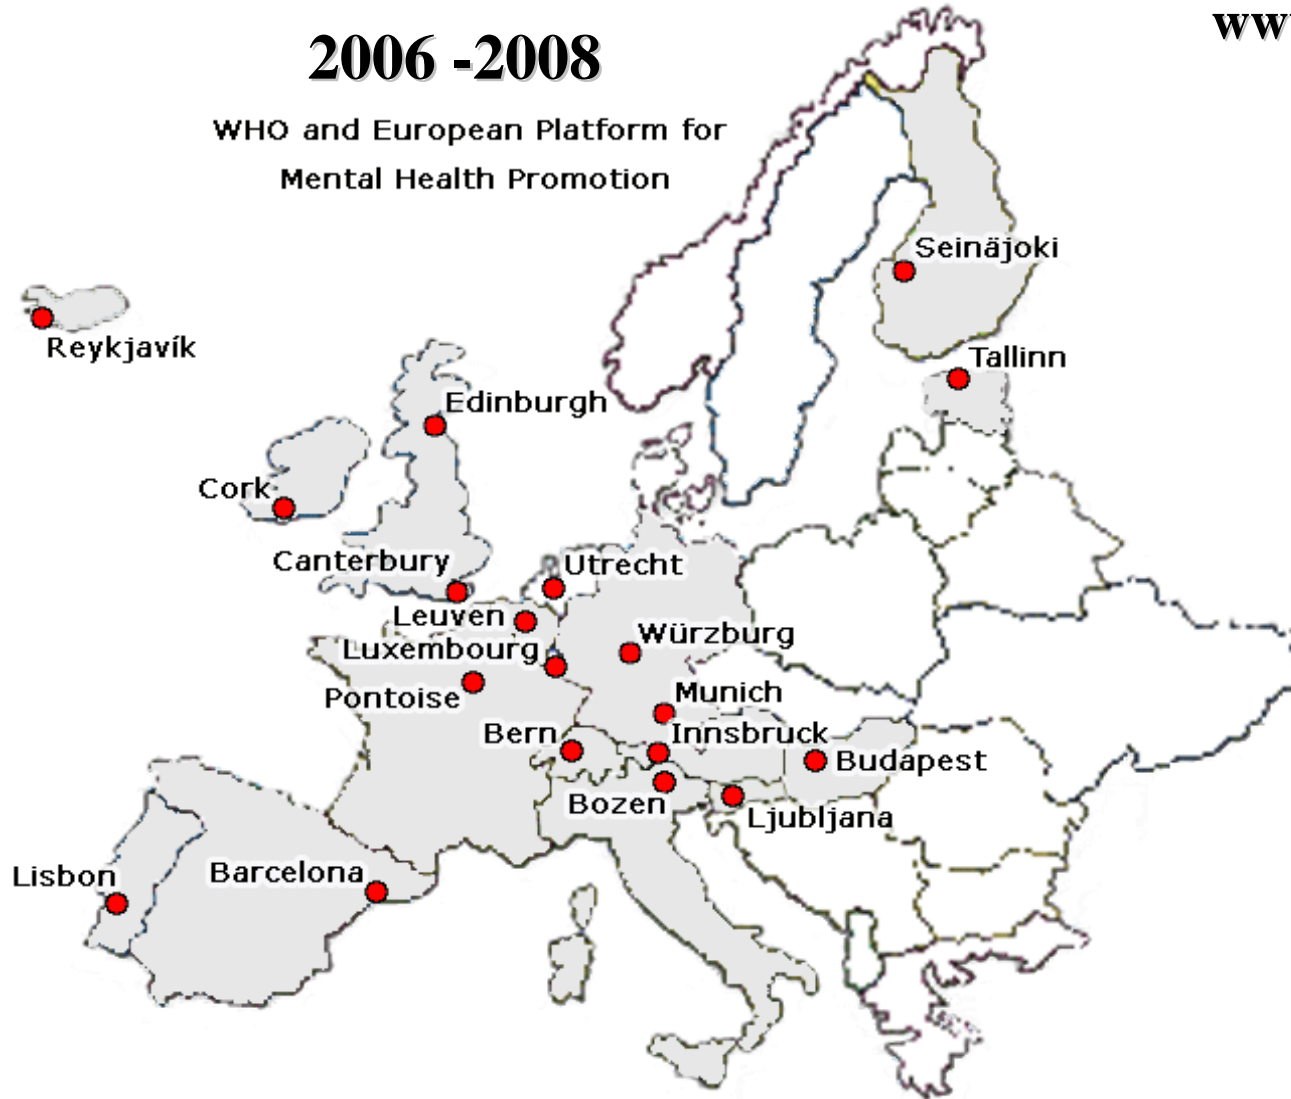 2006 -2008
WHO and European Platform for
Mental Health Promotion
Seinäjoki
Reykjavík
Tallinn
Edinburgh
Cork
Canterbury
Utrecht
Leuven
Würzburg
Luxembourg
Pontoise
Munich
Bern
Innsbruck
Budapest
Bozen
Ljubljana
Barcelona
Lisbon